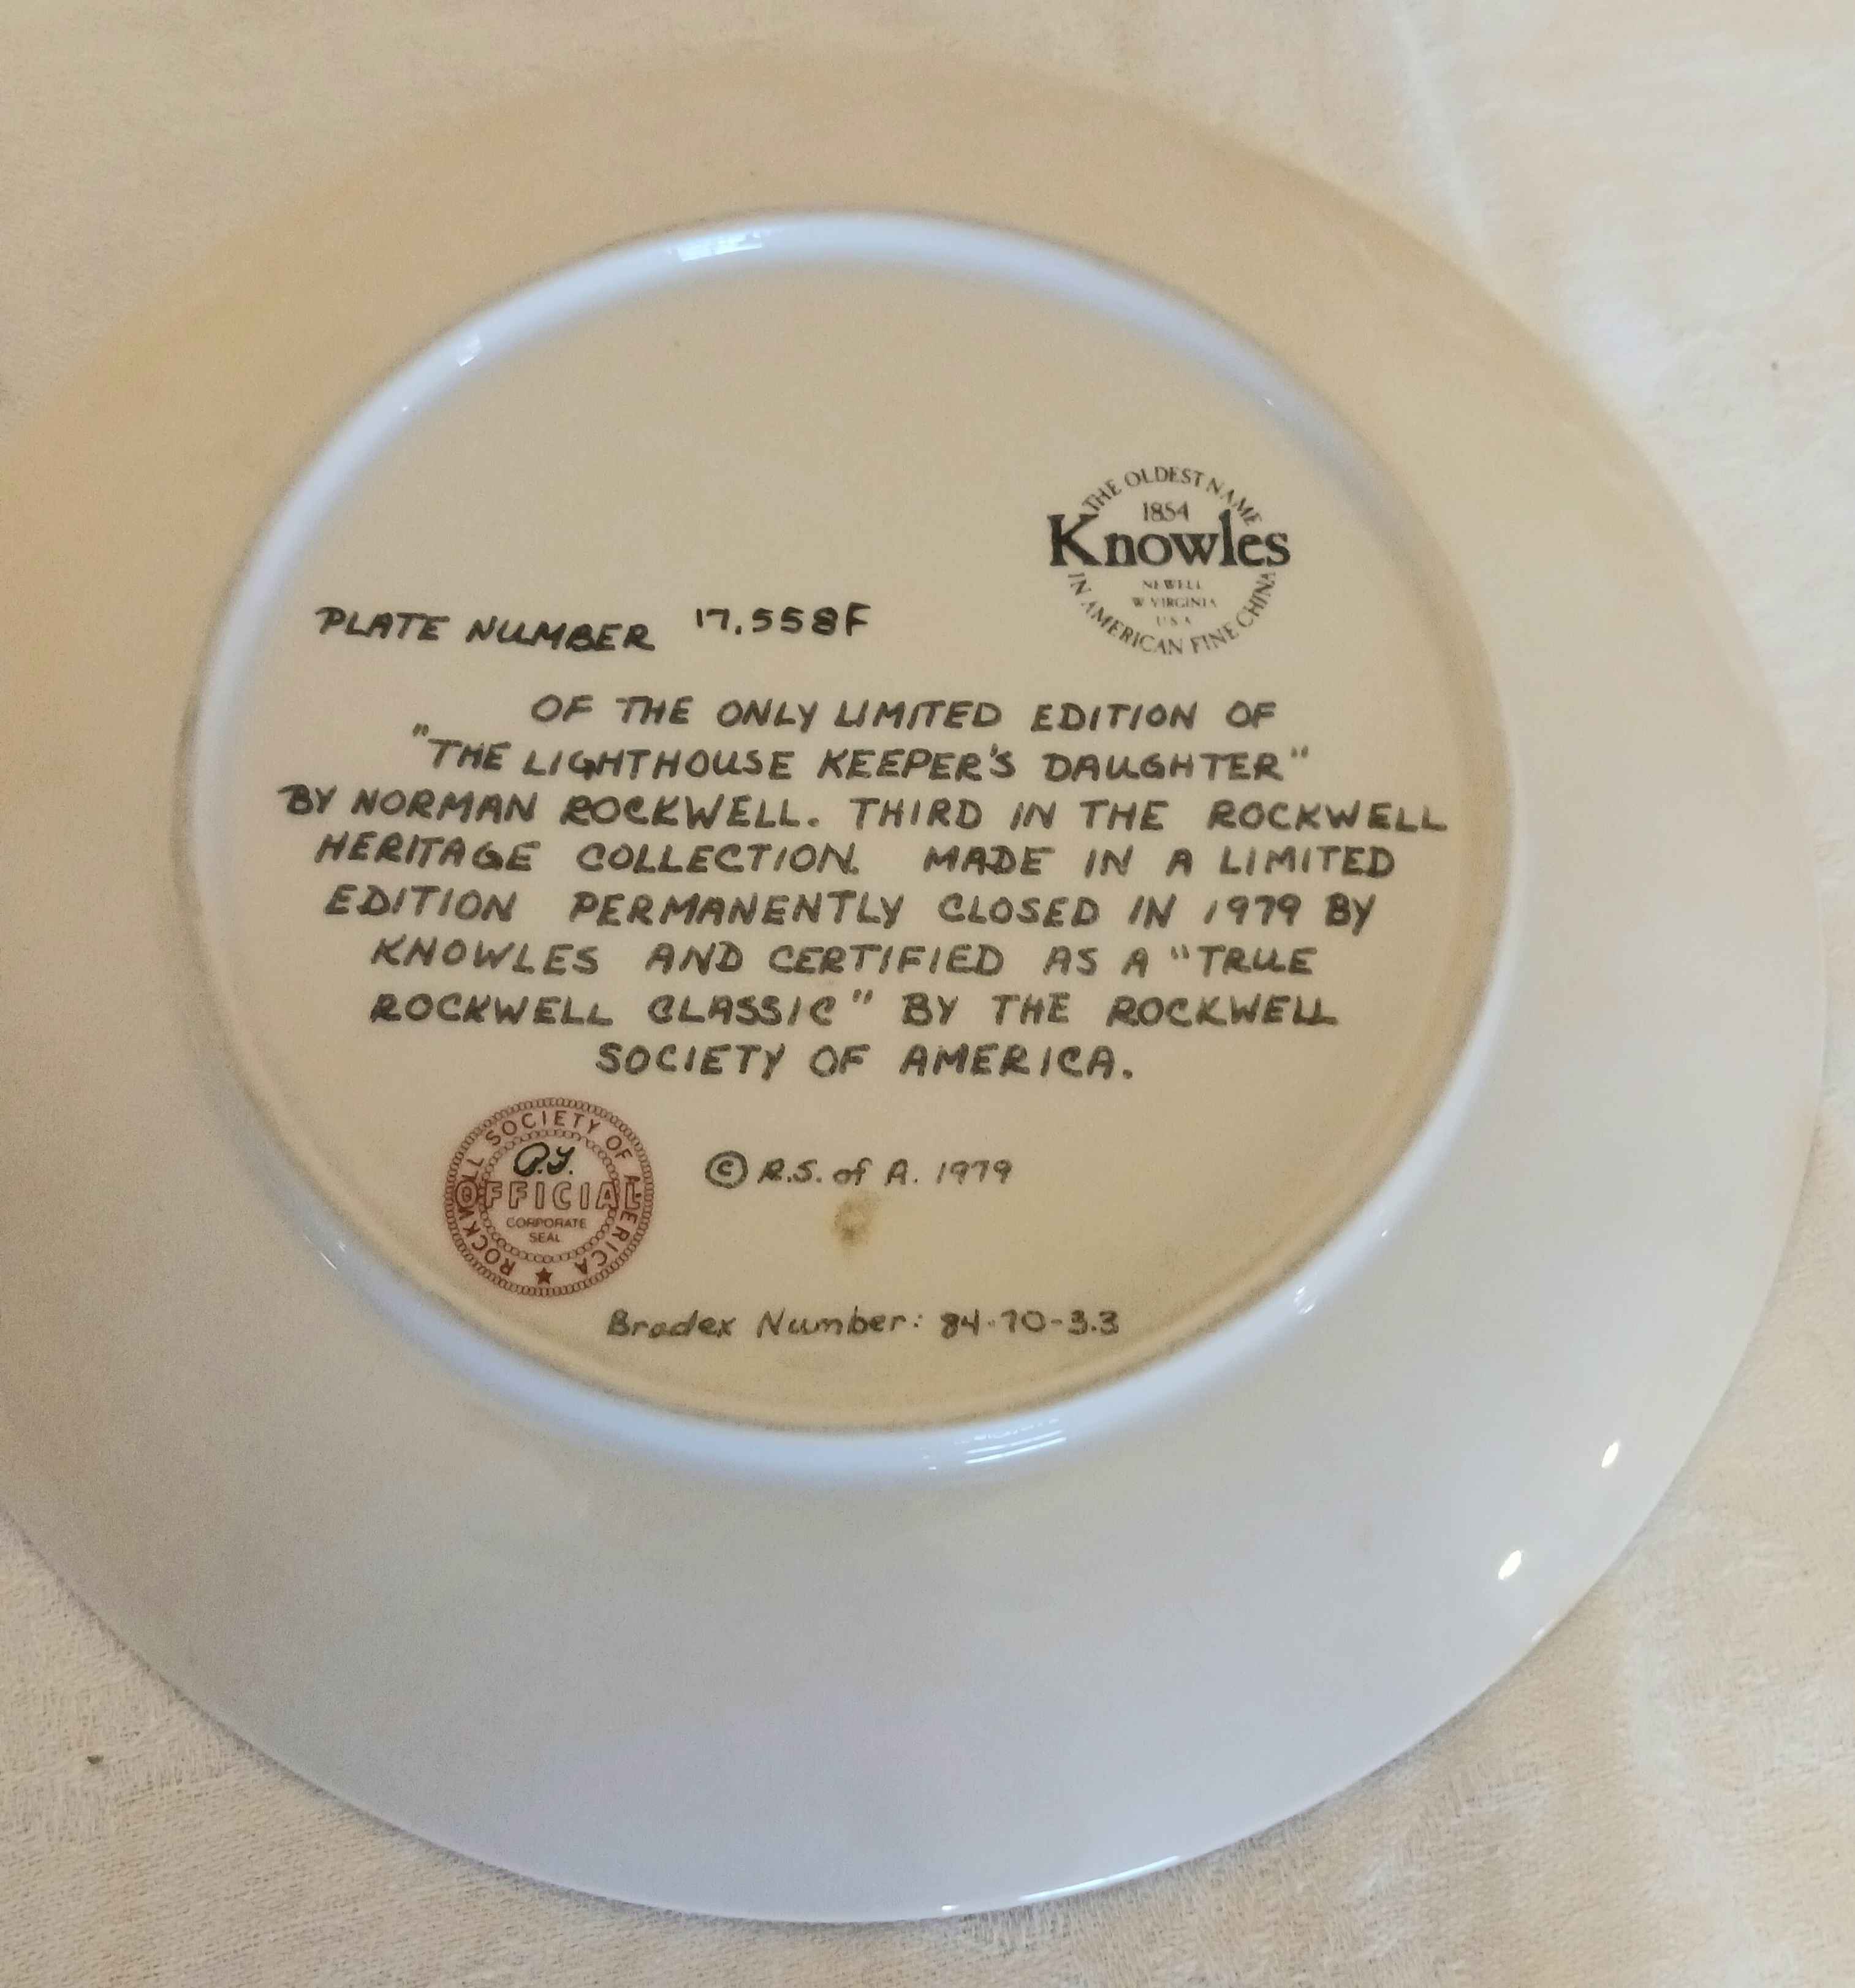 THE OLDEST NAME
1854
Knowles
NEWELL
W VIRGINIA
USA
IN AMERICAN FINE CHINA
PLATE NUMBER 17.558F
OF THE ONLY LIMITED EDITION OF
"THE LIGHTHOUSE KEEPER'S DAUGHTER"
BY NORMAN ROCKWELL. THIRD IN THE ROCKWELL
HERITAGE COLLECTION. MADE IN A LIMITED
EDITION PERMANENTLY CLOSED IN 1979 BY
KNOWLES AND CERTIFIED AS A "TRUE
ROCKWELL CLASSIC" BY THE ROCKWELL
SOCIETY OF AMERICA.
ROCKWELL SOCIETY OF AMERICA
P.Y.
OFFICIAL
CORPORATE
SEAL
© R.S. of A. 1979
Bradex Number: 84-70-3.3